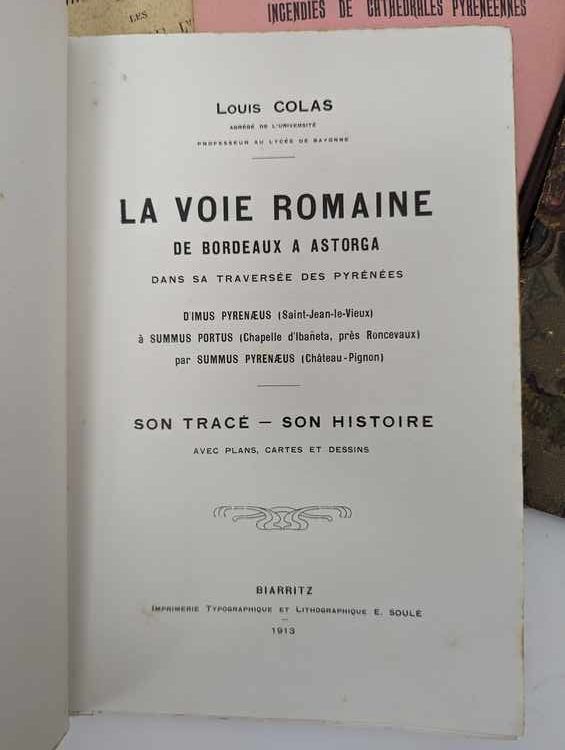 LES
INCENDIES DE CATHÉDRALES PYRÉNÉENNES
Louis COLAS
AGRÉGÉ DE L'UNIVERSITÉ
PROFESSEUR AU LYCÉE DE BAYONNE
LA VOIE ROMAINE
DE BORDEAUX A ASTORGA
DANS SA TRAVERSÉE DES PYRÉNÉES
D'IMUS PYRENÆUS (Saint-Jean-le-Vieux)
à SUMMUS PORTUS (Chapelle d'Ibañeta, près Roncevaux)
par SUMMUS PYRENÆUS (Château-Pignon)
SON TRACÉ — SON HISTOIRE
AVEC PLANS, CARTES ET DESSINS
BIARRITZ
IMPRIMERIE TYPOGRAPHIQUE ET LITHOGRAPHIQUE E. SOULÉ
1913